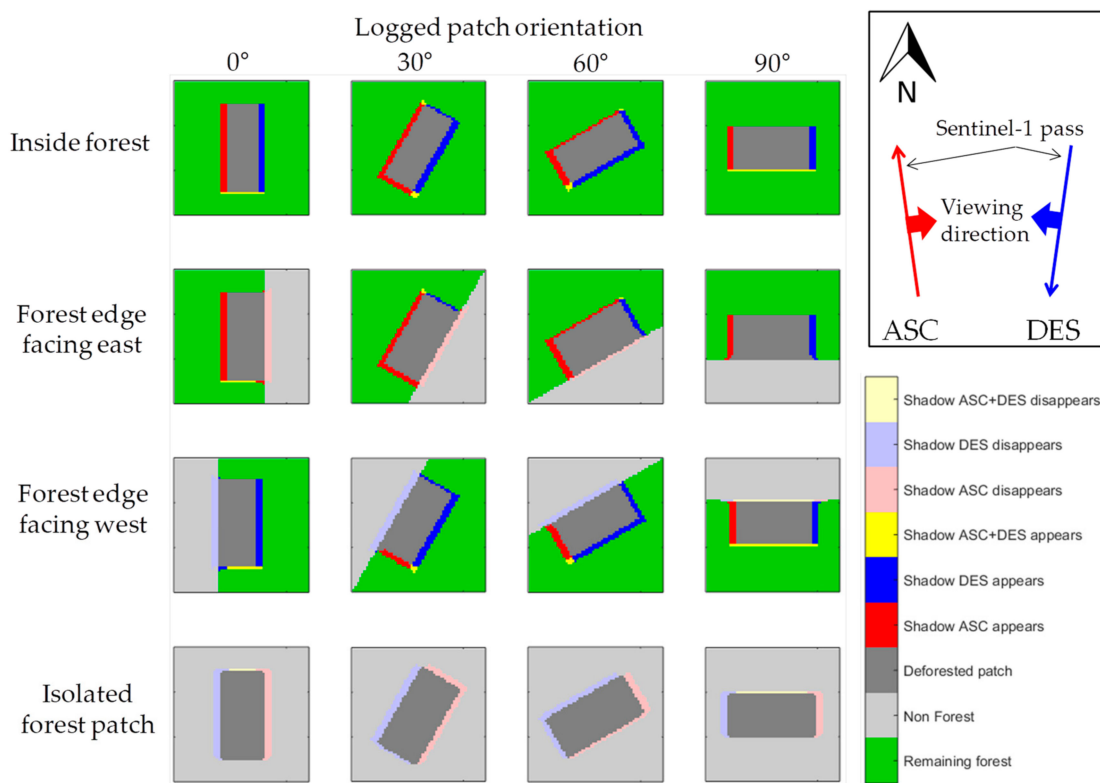 Logged patch orientation
0°
30°
60°
90°
Inside forest
Forest edge
facing east
Forest edge
facing west
Isolated
forest patch
N
Sentinel-1 pass
Viewing
direction
ASC
DES
Shadow ASC+DES disappears
Shadow DES disappears
Shadow ASC disappears
Shadow ASC+DES appears
Shadow DES appears
Shadow ASC appears
Deforested patch
Non Forest
Remaining forest